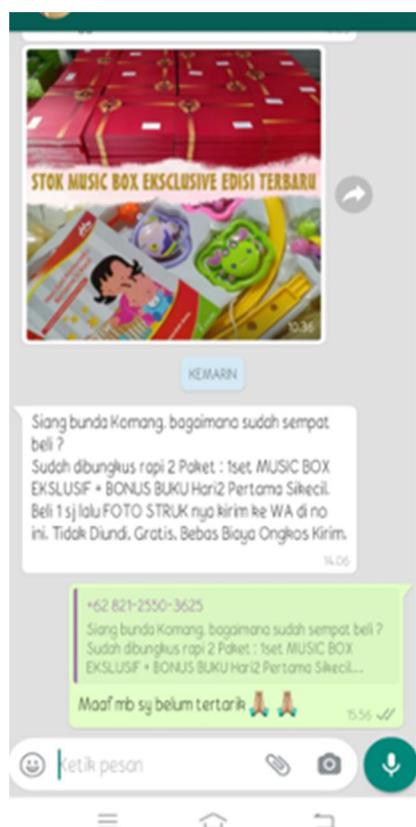 STOK MUSIC BOX EKSCLUSIVE EDISI TERBARU
10.36
KEMARIN
Siang bunda Komang, bagaimana sudah sempat
beli ?
Sudah dibungkus rapi 2 Paket : 1set MUSIC BOX
EKSLUSIF + BONUS BUKU Hari2 Pertama Sikecil.
Beli 1 sj lalu FOTO STRUK nya kirim ke WA di no
ini. Tidak Diundi, Gratis, Bebas Biaya Ongkos Kirim.
14.06
+62 821-2550-3625
Siang bunda Komang, bagaimana sudah sempat beli ?
Sudah dibungkus rapi 2 Paket : 1set MUSIC BOX
EKSLUSIF + BONUS BUKU Hari2 Pertama Sikecil....
Maaf mb sy belum tertarik 🙏🏼 🙏🏼
15.56
Ketik pesan